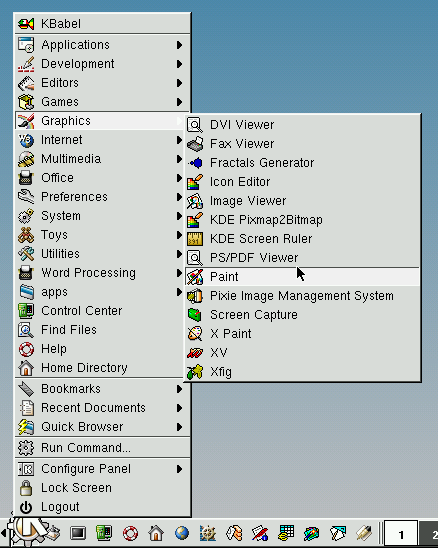 KBabel
Applications
Development
Editors
Games
Graphics
Internet
Multimedia
Office
Preferences
System
Toys
Utilities
Word Processing
apps
Control Center
Find Files
Help
Home Directory
Bookmarks
Recent Documents
Quick Browser
Run Command...
Configure Panel
Lock Screen
Logout
DVI Viewer
Fax Viewer
Fractals Generator
Icon Editor
Image Viewer
KDE Pixmap2Bitmap
KDE Screen Ruler
PS/PDF Viewer
Paint
Pixie Image Management System
Screen Capture
X Paint
XV
Xfig
1 2